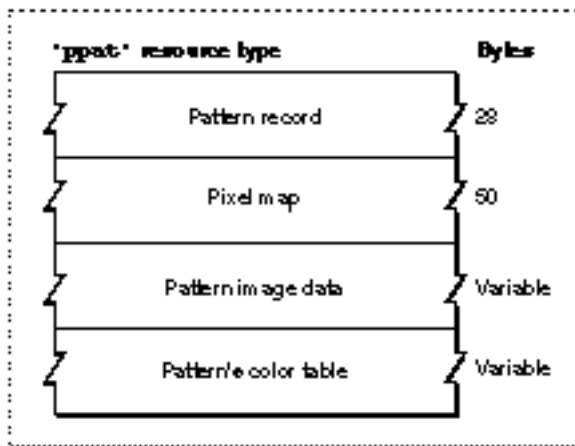 'ppat' resource type Bytes
Pattern record 28
Pixel map 50
Pattern image data Variable
Pattern's color table Variable